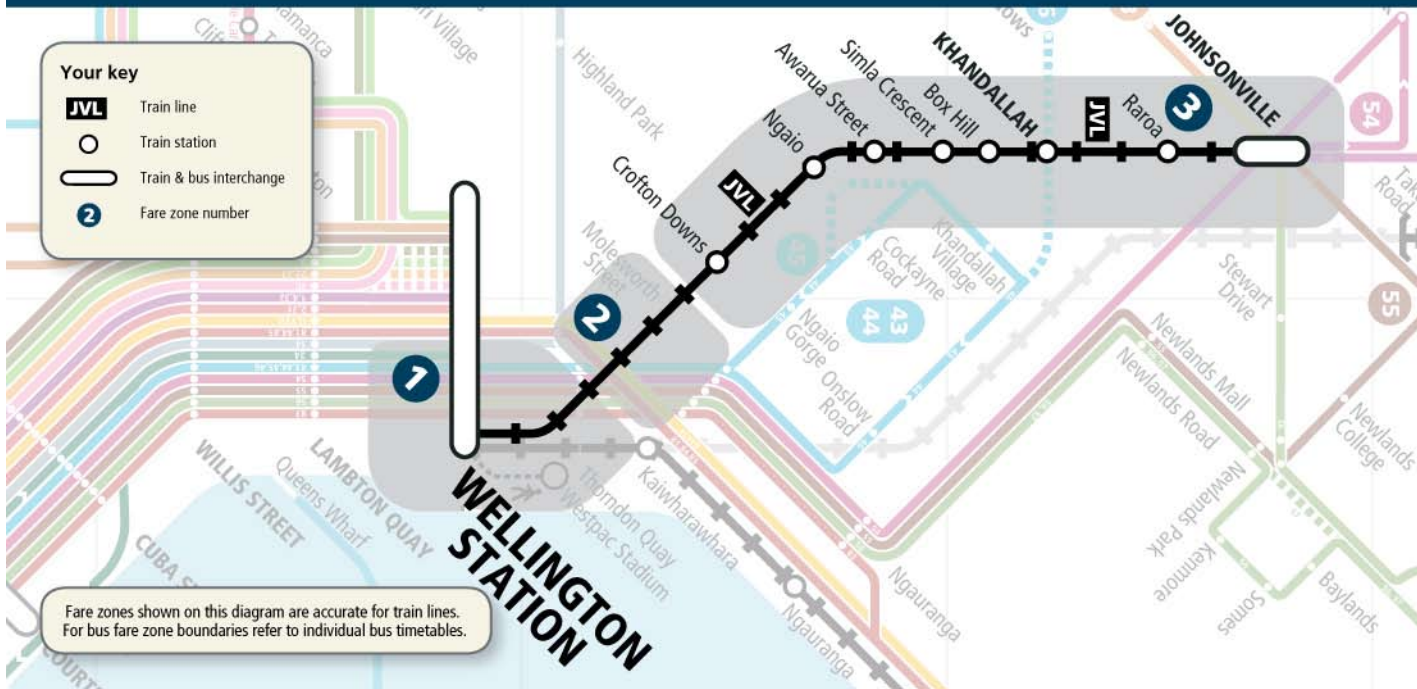 Your key
JVL Train line
Train station
Train & bus interchange
2 Fare zone number
Highland Park
Molesworth
Street
Crofton Downs
JVL
Ngaio
Awarua Street
Simla Crescent
Box Hill
KHANDALLAH
JVL
Raroa
3
JOHNSONVILLE
54
2
1
45
Cockayne
Road
Khandallah
Village
43
44
Ngaio
Gorge
Onslow
Road
Stewart
Drive
55
Newlands Mall
Newlands Road
Newlands
College
Newlands Park
Kenmore
Somes
Baylands
WILLIS STREET
Queens Wharf
LAMBTON QUAY
WELLINGTON
STATION
Thorndon Quay
Westpac Stadium
Kaiwharawhara
Ngauranga
Ngauranga
Fare zones shown on this diagram are accurate for train lines.
For bus fare zone boundaries refer to individual bus timetables.